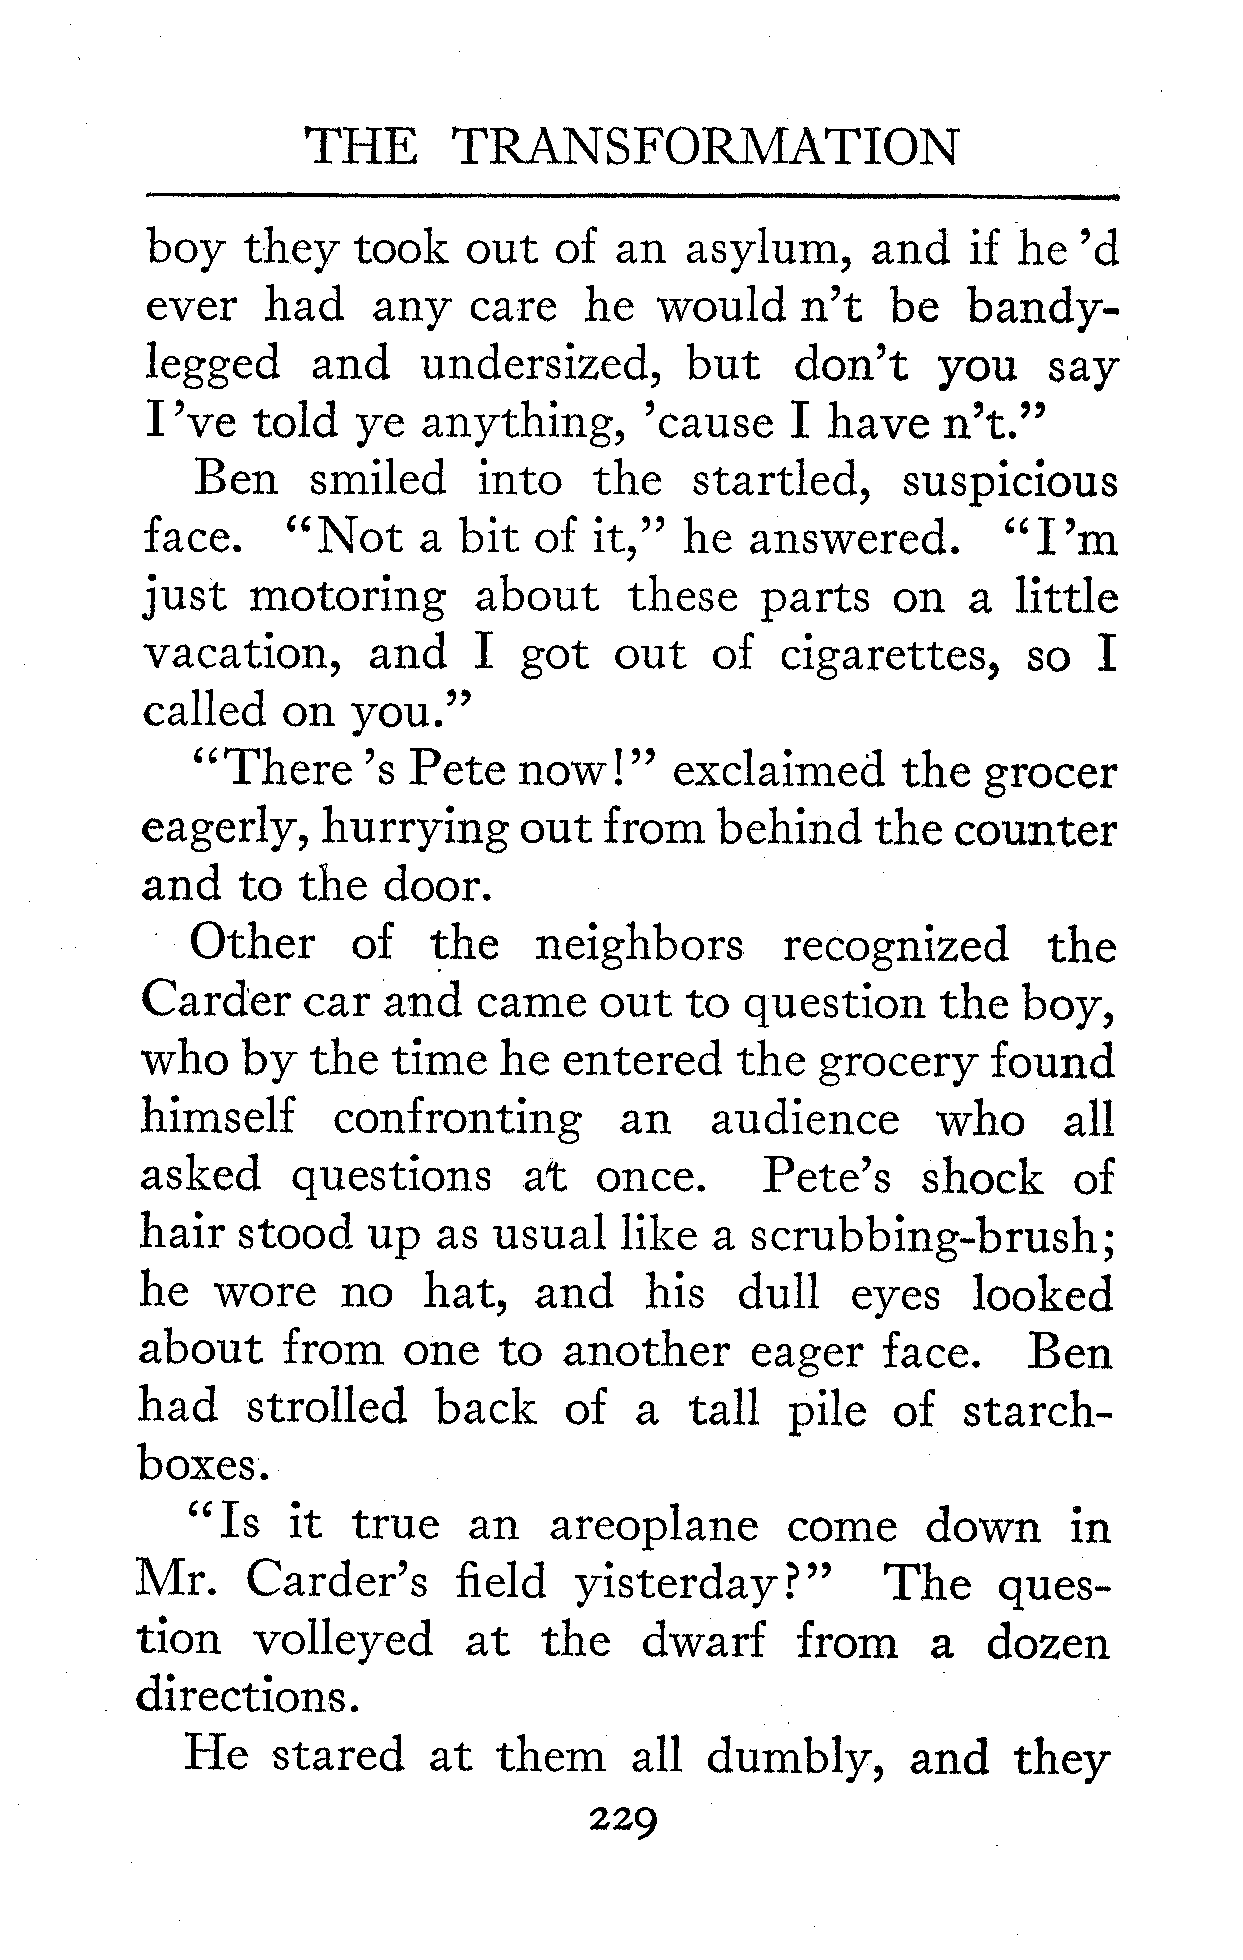 THE TRANSFORMATION
boy they took out of an asylum, and if he 'd
ever had any care he would n't be bandy-
legged and undersized, but don't you say
I 've told ye anything, 'cause I have n't."
Ben smiled into the startled, suspicious
face. "Not a bit of it," he answered. "I 'm
just motoring about these parts on a little
vacation, and I got out of cigarettes, so I
called on you."
"There 's Pete now!" exclaimed the grocer
eagerly, hurrying out from behind the counter
and to the door.
Other of the neighbors recognized the
Carder car and came out to question the boy,
who by the time he entered the grocery found
himself confronting an audience who all
asked questions at once. Pete's shock of
hair stood up as usual like a scrubbing-brush;
he wore no hat, and his dull eyes looked
about from one to another eager face. Ben
had strolled back of a tall pile of starch-
boxes.
"Is it true an areoplane come down in
Mr. Carder's field yisterday?" The ques-
tion volleyed at the dwarf from a dozen
directions.
He stared at them all dumbly, and they
229